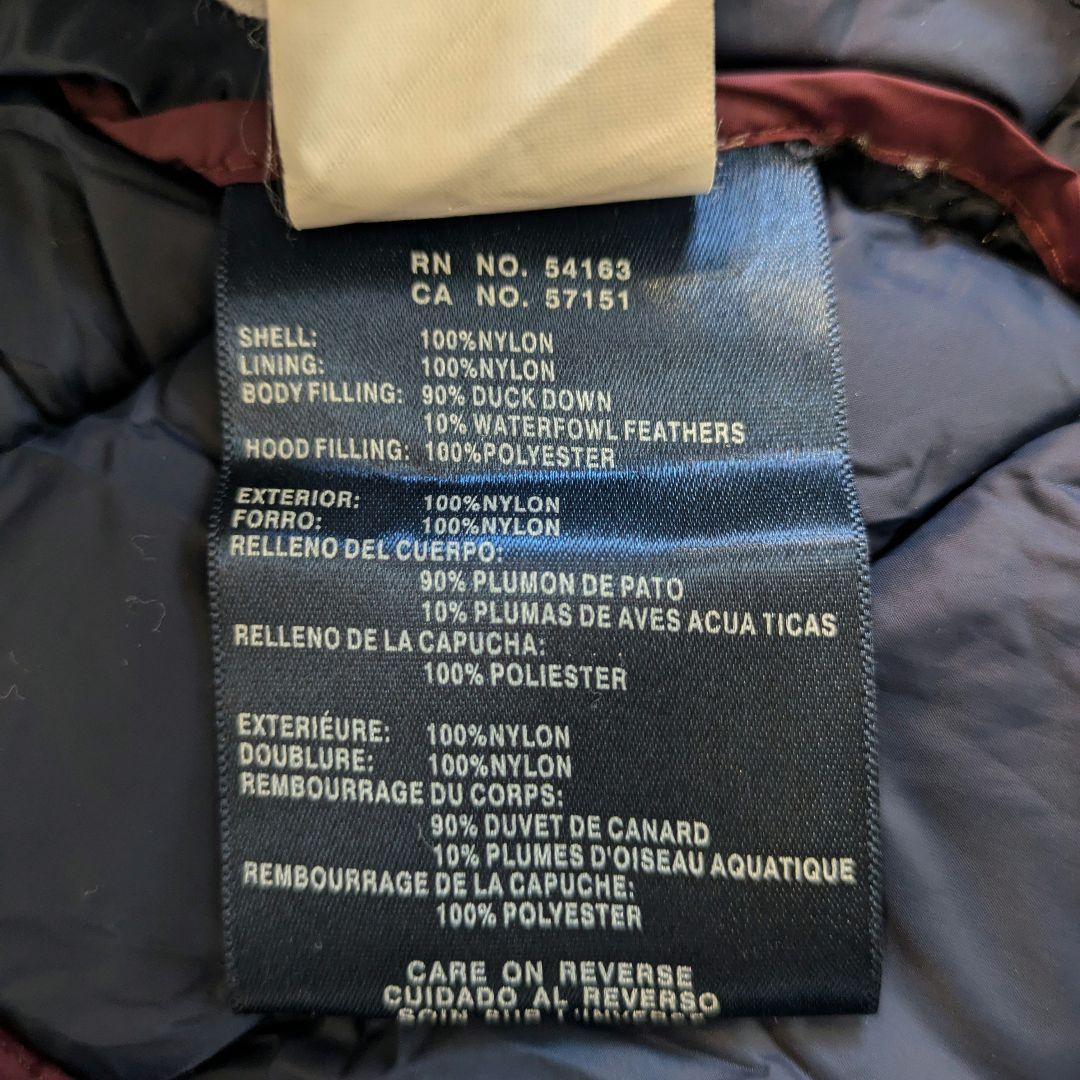 RN NO. 54163
CA NO. 57151
SHELL: 100%NYLON
LINING: 100%NYLON
BODY FILLING: 90% DUCK DOWN
10% WATERFOWL FEATHERS
HOOD FILLING: 100%POLYESTER
EXTERIOR: 100%NYLON
FORRO: 100%NYLON
RELLENO DEL CUERPO:
90% PLUMON DE PATO
10% PLUMAS DE AVES ACUA TICAS
RELLENO DE LA CAPUCHA:
100% POLIESTER
EXTERIÉURE: 100%NYLON
DOUBLURE: 100%NYLON
REMBOURRAGE DU CORPS:
90% DUVET DE CANARD
10% PLUMES D'OISEAU AQUATIQUE
REMBOURRAGE DE LA CAPUCHE:
100% POLYESTER
CARE ON REVERSE
CUIDADO AL REVERSO
SOIN SUR L'INVERSE